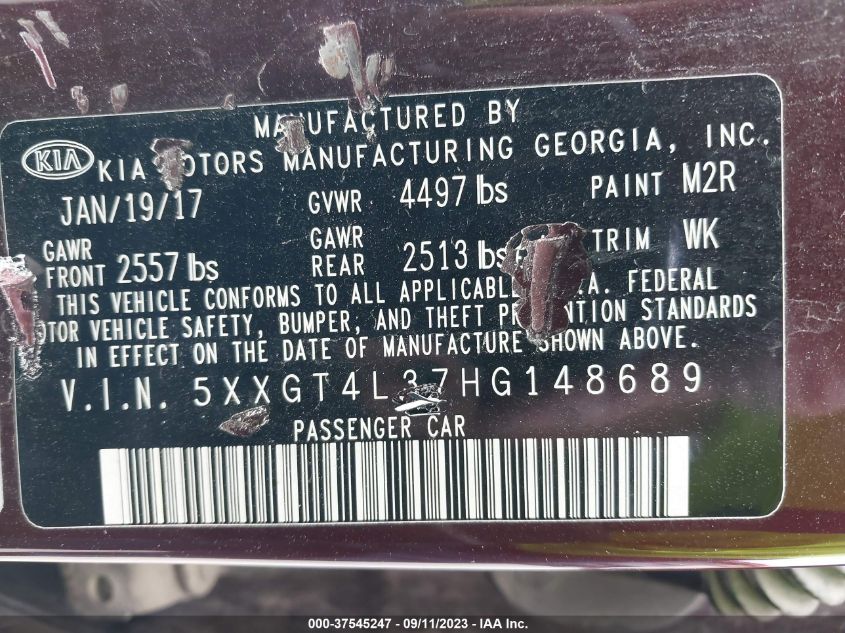 MANUFACTURED BY
KIA
KIA MOTORS MANUFACTURING GEORGIA, INC.
JAN/19/17 GVWR 4497 lbs PAINT M2R
GAWR FRONT 2557 lbs GAWR REAR 2513 lbs TRIM WK
THIS VEHICLE CONFORMS TO ALL APPLICABLE U.S.A. FEDERAL
MOTOR VEHICLE SAFETY, BUMPER, AND THEFT PREVENTION STANDARDS
IN EFFECT ON THE DATE OF MANUFACTURE SHOWN ABOVE.
V.I.N. 5XXGT4L37HG148689
PASSENGER CAR
000-37545247 - 09/11/2023 - IAA Inc.